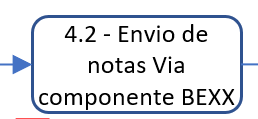 4.2 - Envio de
notas Via
componente BEXX